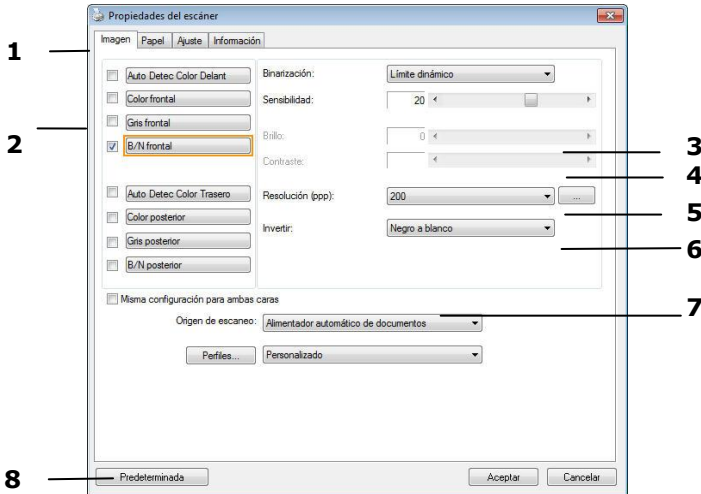 Propiedades del escáner
Imagen Papel Ajuste Información
1
Auto Detec Color Delant
Binarización: Límite dinámico
Color frontal
Sensibilidad: 20
Gris frontal
2
B/N frontal
Brillo: 0
3
Contraste:
4
Auto Detec Color Trasero
Resolución (ppp): 200 ...
Color posterior
5
Invertir: Negro a blanco
Gris posterior
6
B/N posterior
Misma configuración para ambas caras
7
Origen de escaneo: Alimentador automático de documentos
Perfiles... Personalizado
8
Predeterminada Aceptar Cancelar